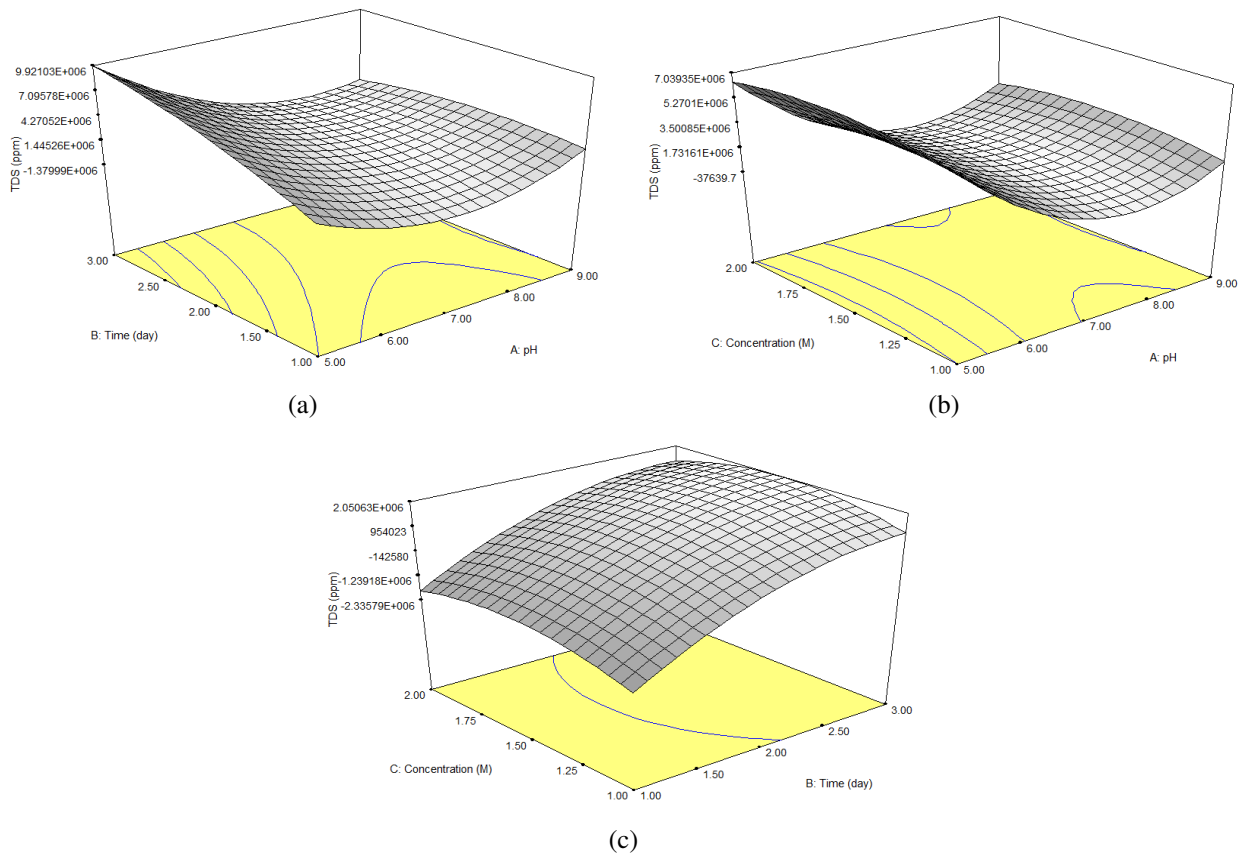 9.92103E+006
7.09578E+006
4.27052E+006
1.44526E+006
-1.37999E+006
TDS (ppm)
3.00
2.50
2.00
1.50
1.00
B: Time (day)
5.00
6.00
7.00
8.00
9.00
A: pH
(a)
7.03935E+006
5.2701E+006
3.50085E+006
1.73161E+006
-37639.7
TDS (ppm)
2.00
1.75
1.50
1.25
1.00
C: Concentration (M)
5.00
6.00
7.00
8.00
9.00
A: pH
(b)
2.05063E+006
954023
-142580
-1.23918E+006
-2.33579E+006
TDS (ppm)
2.00
1.75
1.50
1.25
1.00
C: Concentration (M)
1.00
1.50
2.00
2.50
3.00
B: Time (day)
(c)